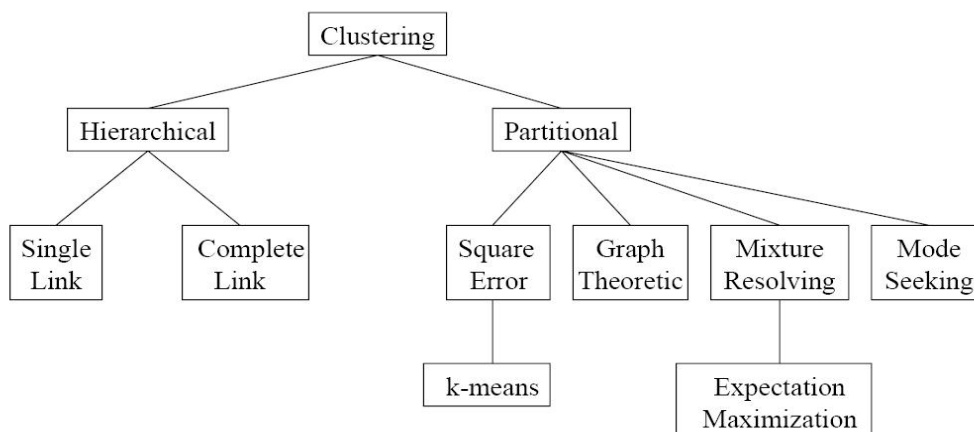 Clustering
Hierarchical
Partitional
Single
Link
Complete
Link
Square
Error
Graph
Theoretic
Mixture
Resolving
Mode
Seeking
k-means
Expectation
Maximization